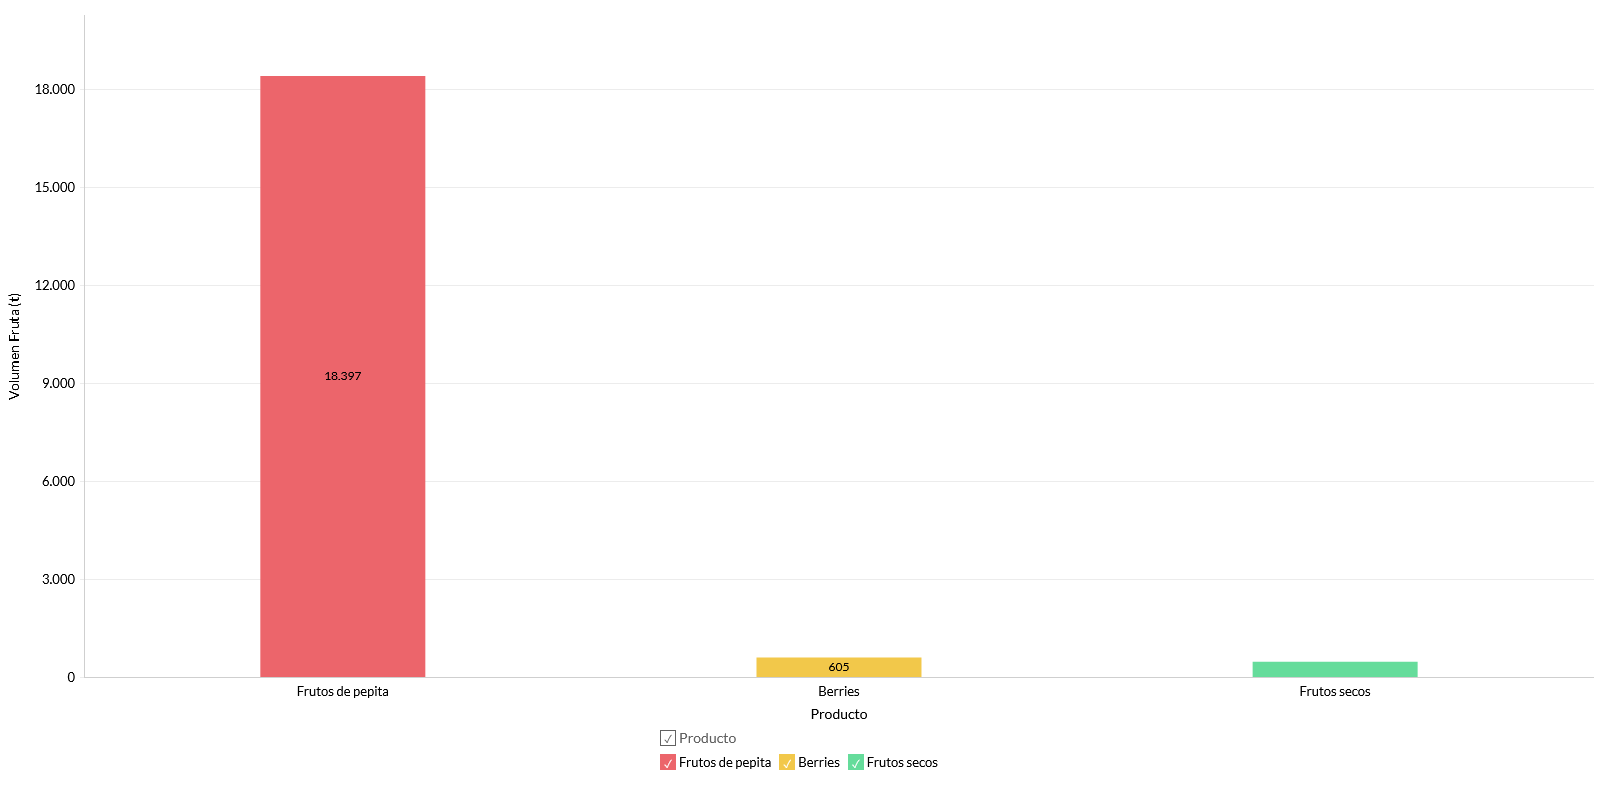 Volumen Fruta (t)
18.000
15.000
12.000
9.000
6.000
3.000
0
18.397
605
Frutos de pepita
Berries
Frutos secos
Producto
Producto
Frutos de pepita Berries Frutos secos